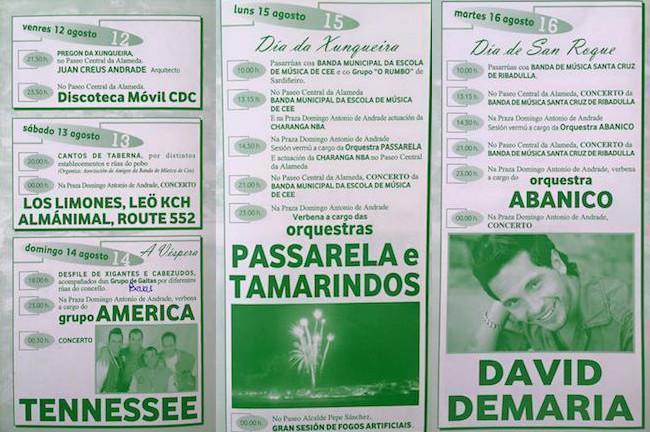 venres 12 agosto
12
21.50 h.
PREGON DA XUNQUEIRA,
no Paseo Central da Alameda.
JUAN CREUS ANDRADE Arquitecto
23.50 h.
No Paseo Central da Alameda.
Discoteca Móvil CDC
sábado 13 agosto
13
20.00 h.
CANTOS DE TABERNA, por distintos
establecementos e rúas do pobo
(Organiza: Asociación de Amigos da Banda de Música de Cee)
00.00 h.
Na Praza Domingo Antonio de Andrade, CONCERTO
LOS LIMONES, LEÖ KCH
ALMÁNIMAL, ROUTE 552
domingo 14 agosto
14
A Véspera
18.00 h.
DESFILE DE XIGANTES E CABEZUDOS,
acompañados dun Grupo de Gaitas por diferentes
rúas do concello.
23.00 h.
Na Praza Domingo Antonio de Andrade, verbena
a cargo do
grupo AMERICA
00.30 h.
CONCERTO
TENNESSEE
luns 15 agosto
15
Día da Xunqueira
10.00 h.
Pasarrúas coa BANDA MUNICIPAL DA ESCOLA
DE MÚSICA DE CEE e o Grupo "O RUMBO" de
Sardiñeiro.
13.15 h.
No Paseo Central da Alameda
BANDA MUNICIPAL DA ESCOLA DE MÚSICA
DE CEE
E na Praza Domingo Antonio de Andrade actuación da
CHARANGA NBA
14.30 h.
Na Praza Domingo Antonio de Andrade
Sesión vermú a cargo da Orquestra PASSARELA
E actuación da CHARANGA NBA no Paseo Central
da Alameda
21.00 h.
No Paseo Central da Alameda, CONCERTO da
BANDA MUNICIPAL DA ESCOLA DE MÚSICA
DE CEE
23.00 h.
Na Praza Domingo Antonio de Andrade
Verbena a cargo das
orquestras
PASSARELA e
TAMARINDOS
00.00 h.
No Paseo Alcalde Pepe Sánchez,
GRAN SESIÓN DE FOGOS ARTIFICIAIS.
martes 16 agosto
16
Día de San Roque
10.00 h.
Pasarrúas coa BANDA DE MÚSICA SANTA CRUZ
DE RIBADULLA.
13.15 h.
No Paseo Central da Alameda, CONCERTO da
BANDA DE MÚSICA SANTA CRUZ DE RIBADULLA
14.30 h.
Na Praza Domingo Antonio de Andrade
Sesión vermú a cargo da Orquestra ABANICO
21.00 h.
No Paseo Central da Alameda, CONCERTO da
BANDA DE MÚSICA SANTA CRUZ DE RIBADULLA.
23.00 h.
Na Praza Domingo Antonio de Andrade, verbena
a cargo do
orquestra
ABANICO
00.00 h.
Na Praza Domingo Antonio de Andrade,
CONCERTO
DAVID
DEMARIA